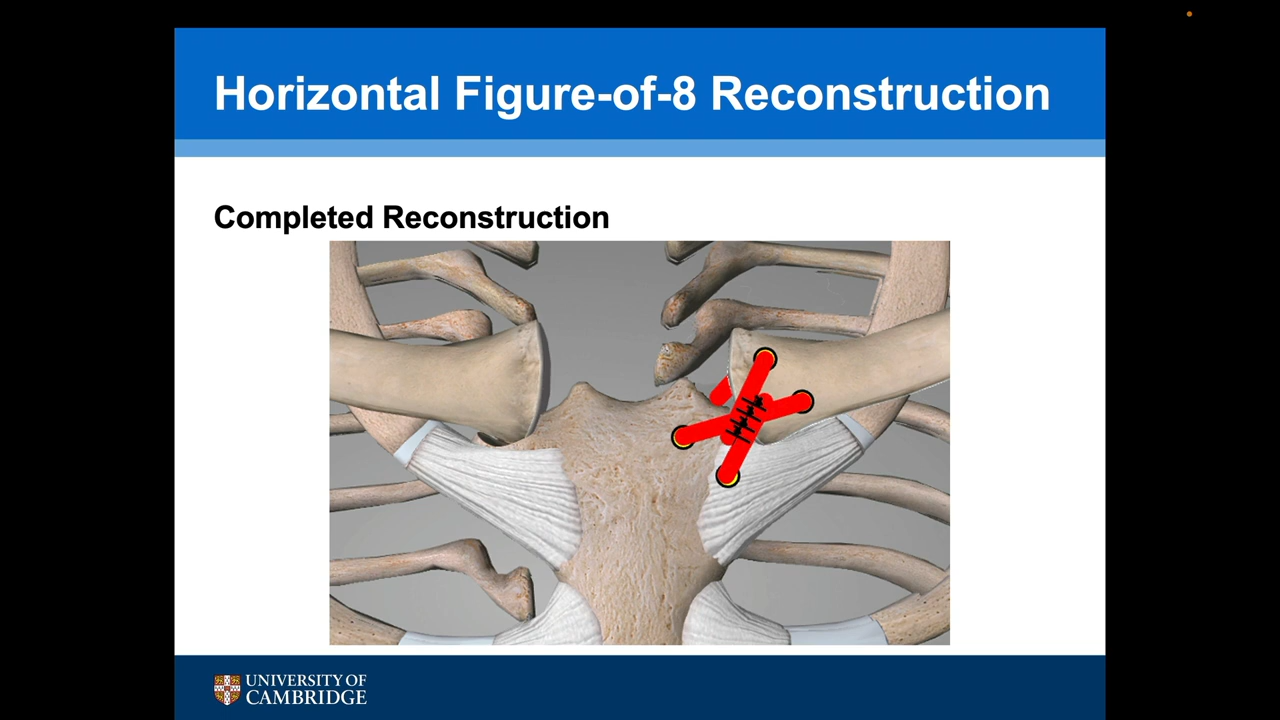 Horizontal Figure-of-8 Reconstruction
Completed Reconstruction
UNIVERSITY OF
CAMBRIDGE